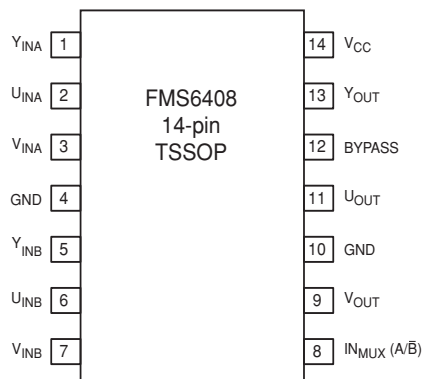 Y_INA 1
U_INA 2
V_INA 3
GND 4
Y_INB 5
U_INB 6
V_INB 7
FMS6408
14-pin
TSSOP
14 V_CC
13 Y_OUT
12 BYPASS
11 U_OUT
10 GND
9 V_OUT
8 IN_MUX (A/B̅)